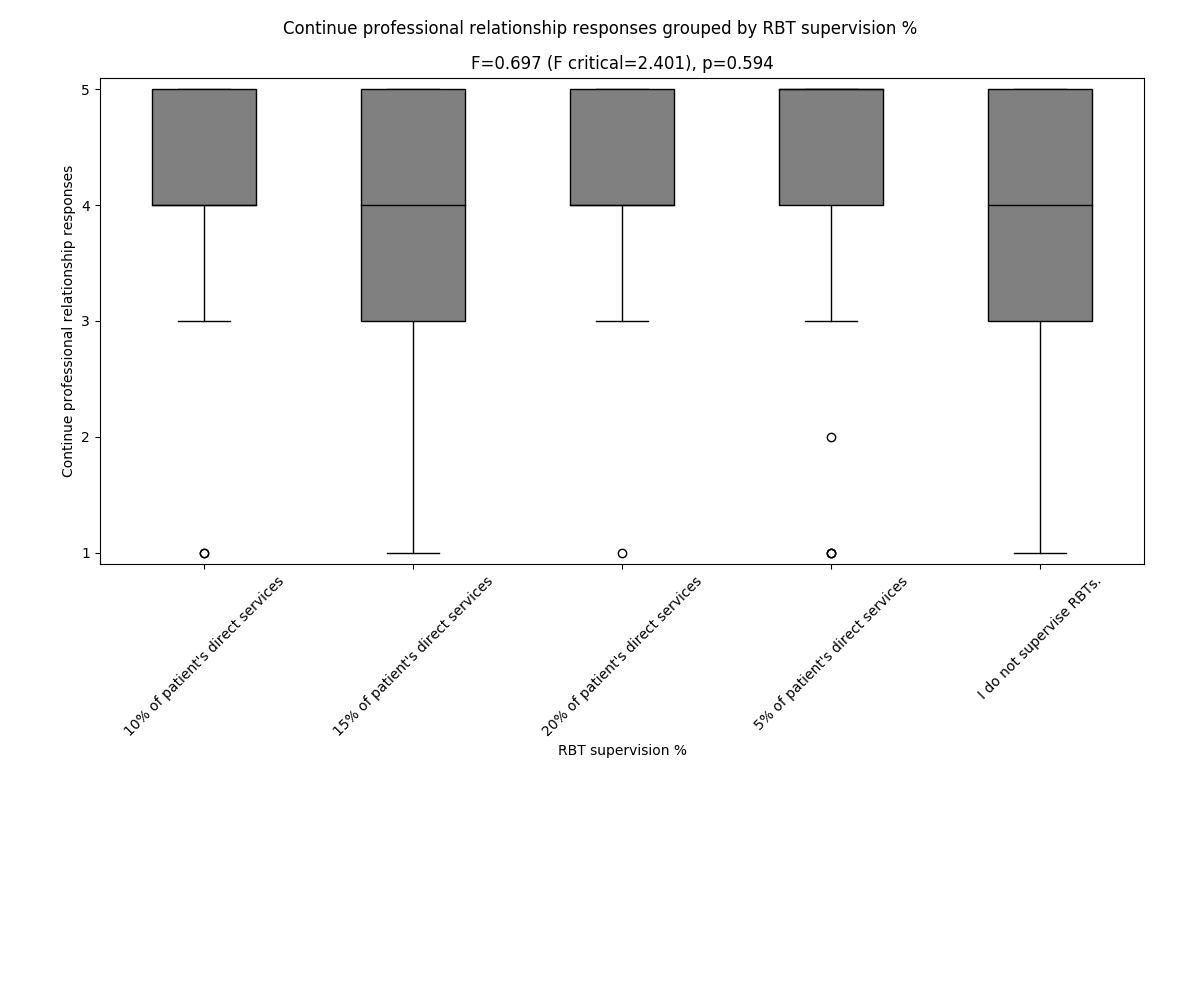 Continue professional relationship responses grouped by RBT supervision %
F=0.697 (F critical=2.401), p=0.594
Continue professional relationship responses
5
4
3
2
1
10% of patient's direct services
15% of patient's direct services
20% of patient's direct services
5% of patient's direct services
I do not supervise RBTs.
RBT supervision %